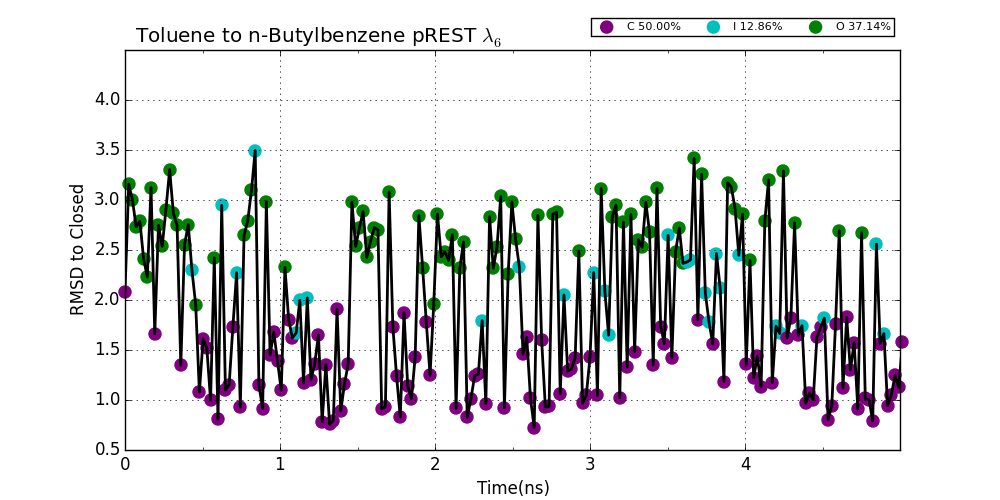 Toluene to n-Butylbenzene pREST λ₆
C 50.00% I 12.86% O 37.14%
4.0
3.5
3.0
2.5
2.0
1.5
1.0
0.5
RMSD to Closed
0 1 2 3 4
Time(ns)